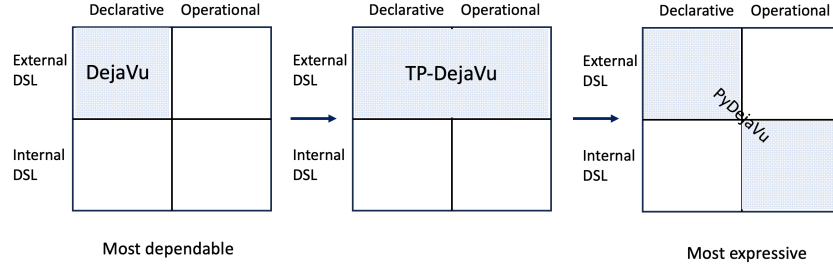 Declarative Operational
External
DSL
DejaVu
Internal
DSL
Most dependable
Declarative Operational
External
DSL
TP-DejaVu
Internal
DSL
Declarative Operational
External
DSL
PyDejaVu
Internal
DSL
Most expressive